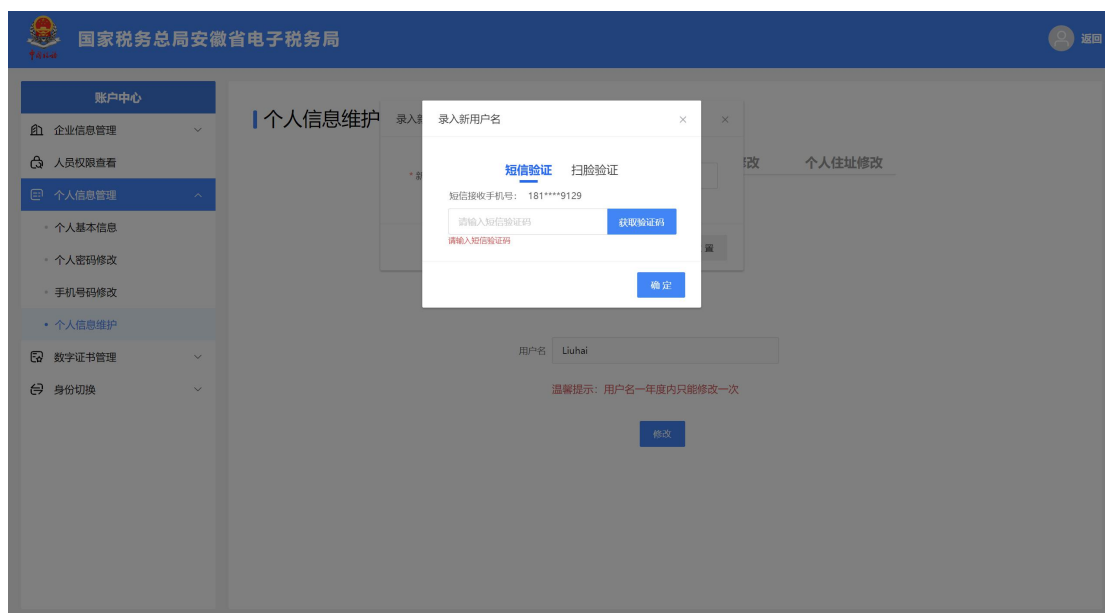 国家税务总局安徽省电子税务局
返回
账户中心
企业信息管理
人员权限查看
个人信息管理
个人基本信息
个人密码修改
手机号码修改
个人信息维护
数字证书管理
身份切换
个人信息维护
录入新
改 个人住址修改
* 新
置
录入新用户名
短信验证 扫脸验证
短信接收手机号: 181****9129
请输入短信验证码 获取验证码
请输入短信验证码
确定
用户名 Liuhai
温馨提示:用户名一年度内只能修改一次
修改